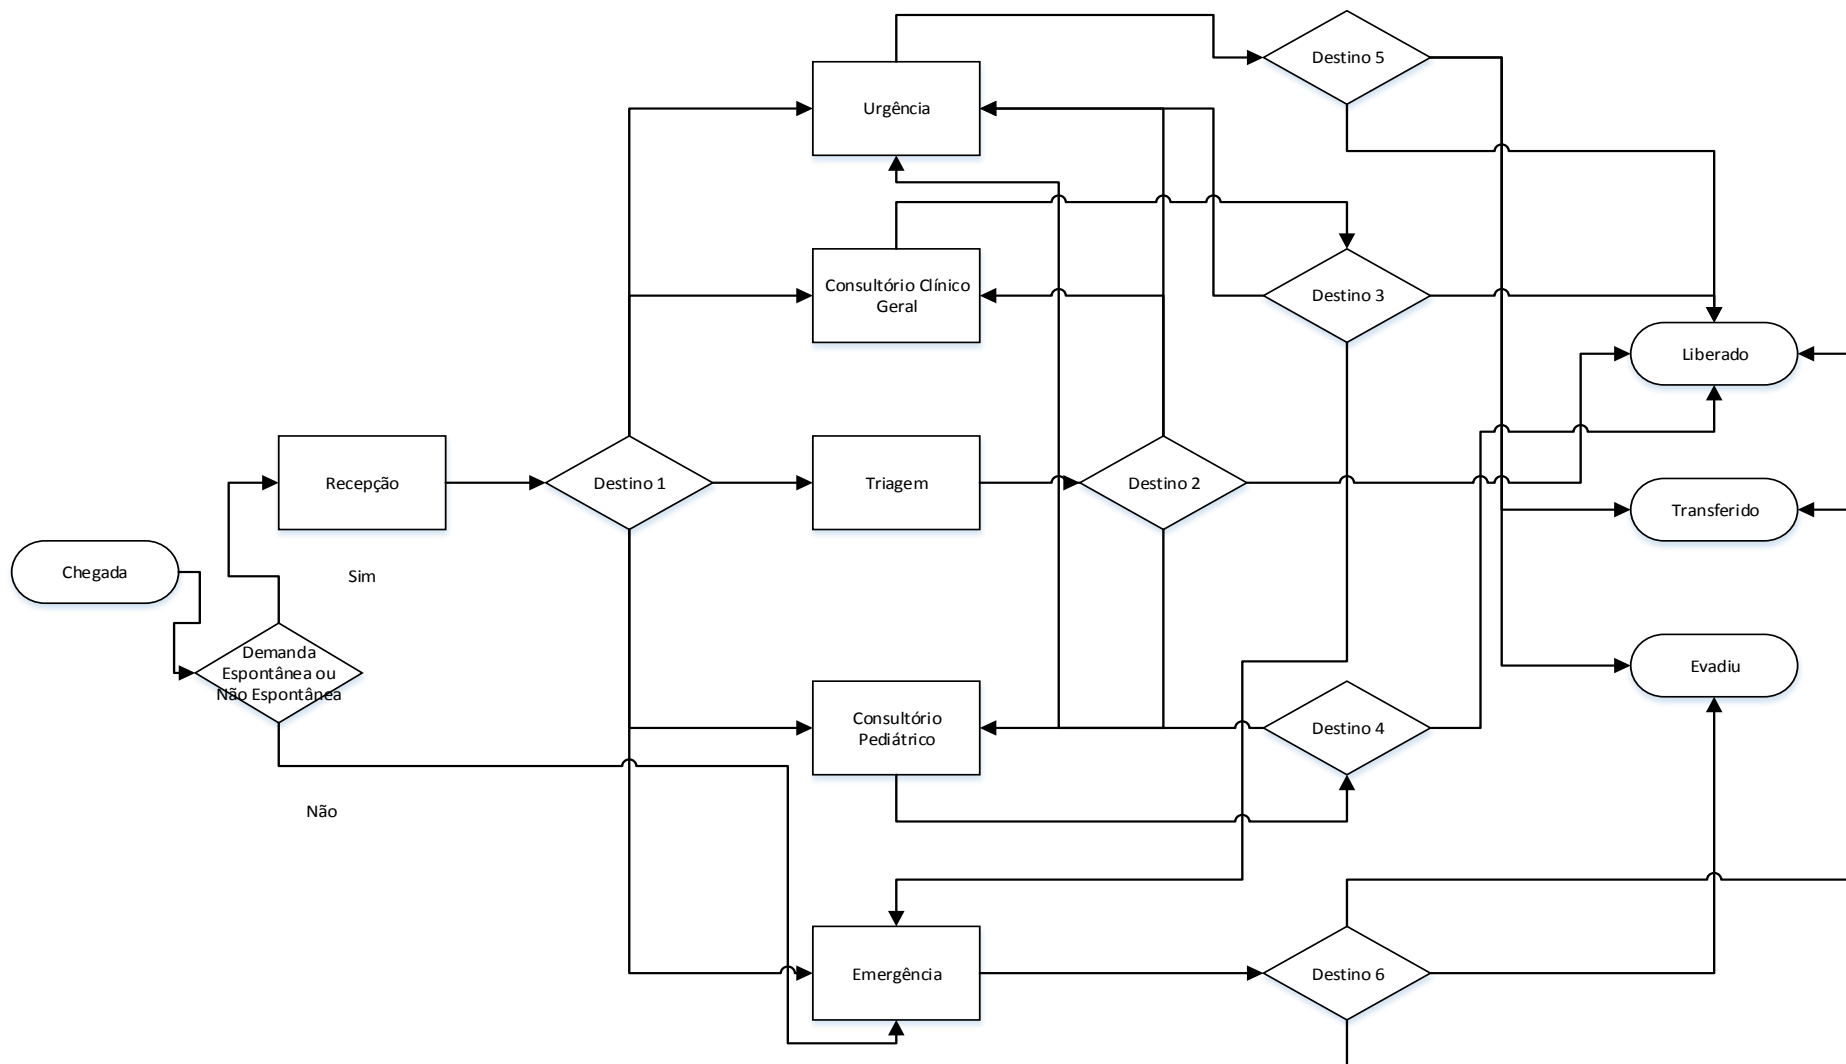 Destino 5
Urgência
Consultório Clínico
Geral
Destino 3
Liberado
Recepção
Destino 1
Triagem
Destino 2
Transferido
Chegada
Sim
Demanda
Espontânea ou
Não Espontânea
Evadiu
Consultório
Pediátrico
Destino 4
Não
Emergência
Destino 6